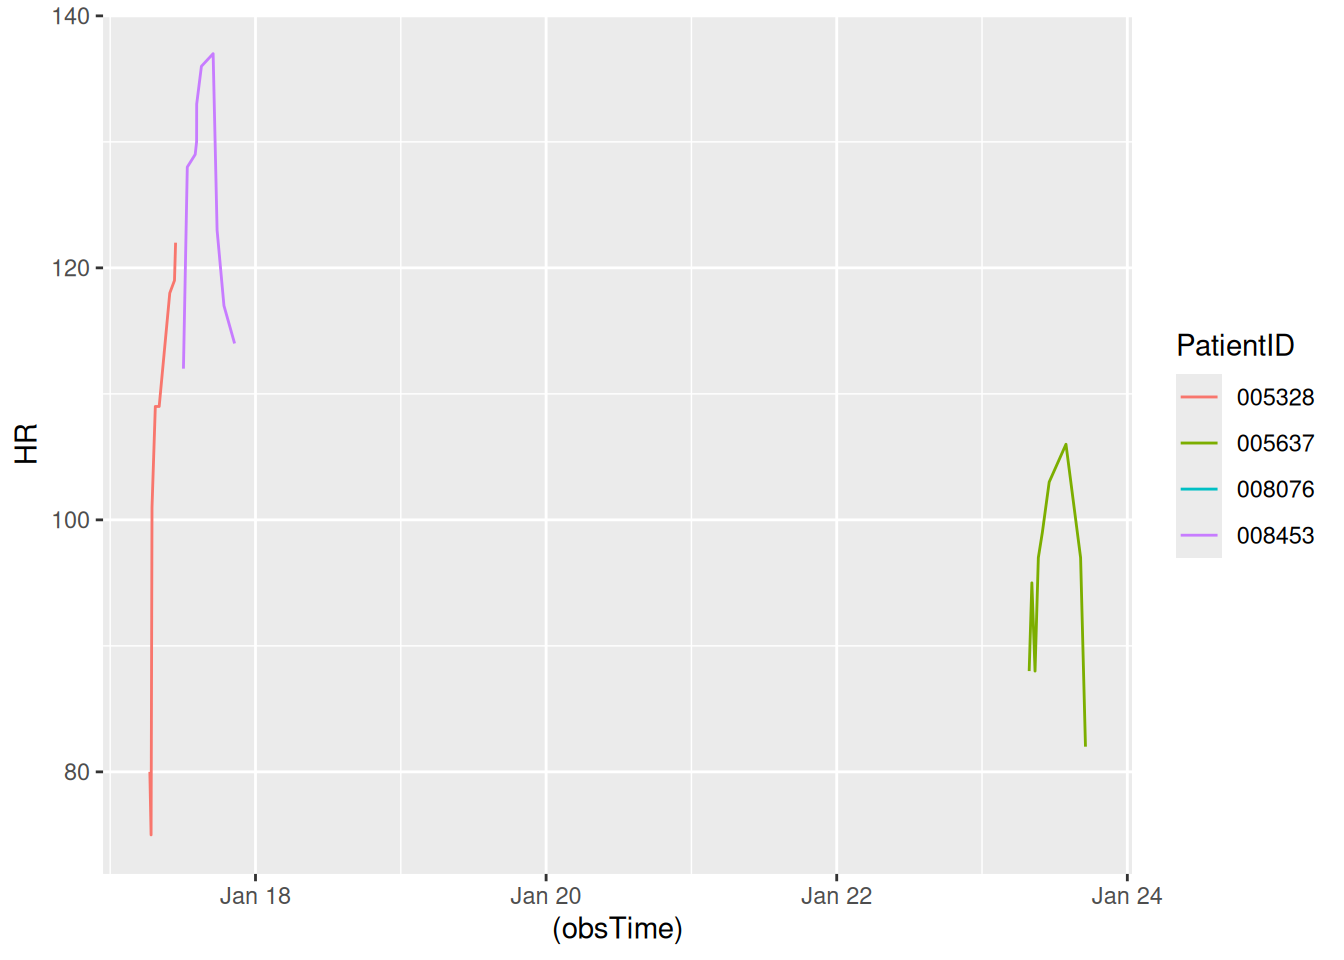 140
120
100
80
HR
Jan 18
Jan 20
Jan 22
Jan 24
(obsTime)
PatientID
005328
005637
008076
008453